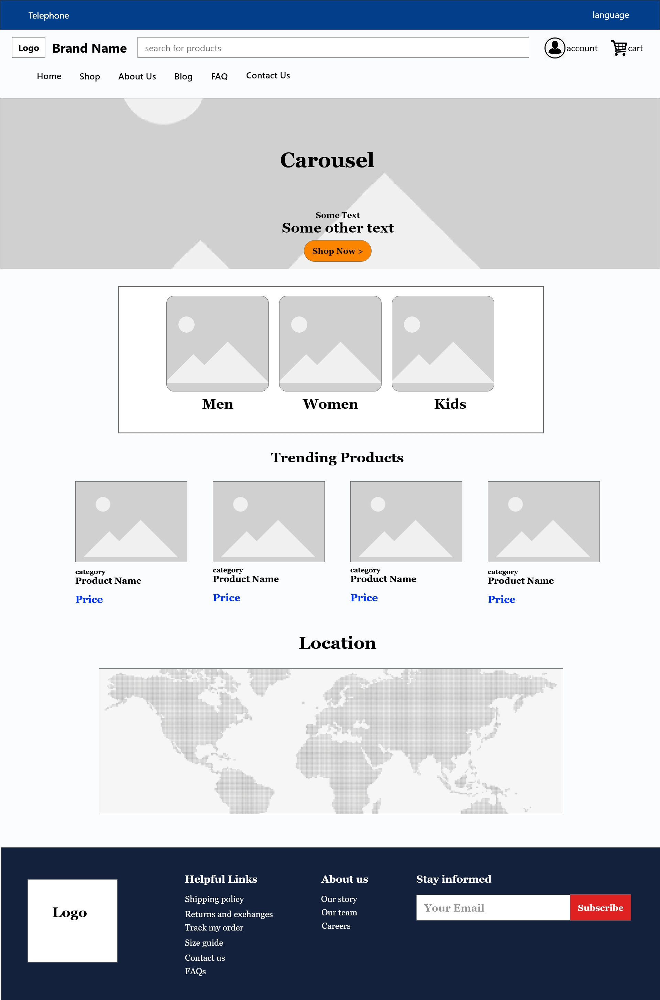 Telephone
language
Logo
Brand Name
search for products
account
cart
Home
Shop
About Us
Blog
FAQ
Contact Us
Carousel
Some Text
Some other text
Shop Now >
Men
Women
Kids
Trending Products
category
Product Name
Price
category
Product Name
Price
category
Product Name
Price
category
Product Name
Price
Location
Logo
Helpful Links
Shipping policy
Returns and exchanges
Track my order
Size guide
Contact us
FAQs
About us
Our story
Our team
Careers
Stay informed
Your Email
Subscribe